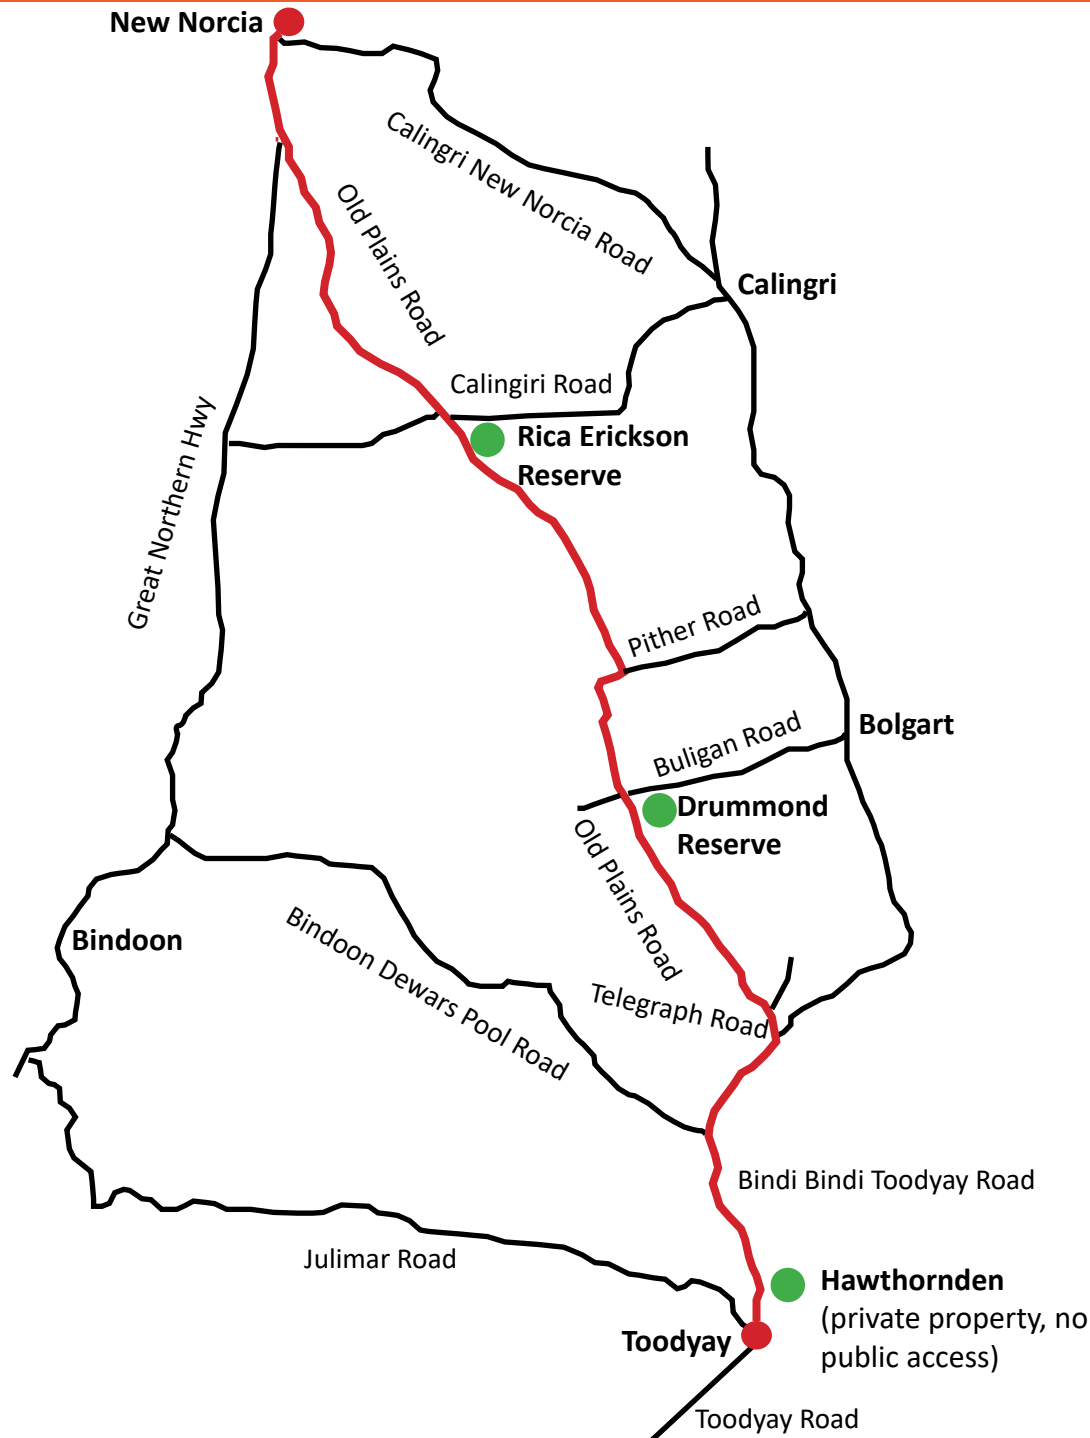 New Norcia
Calingri New Norcia Road
Old Plains Road
Calingri
Calingiri Road
Great Northern Hwy
Rica Erickson
Reserve
Pither Road
Bolgart
Buligan Road
Drummond
Reserve
Old Plains Road
Bindoon
Bindoon Dewars Pool Road
Telegraph Road
Bindi Bindi Toodyay Road
Julimar Road
Hawthornden
(private property, no
public access)
Toodyay
Toodyay Road